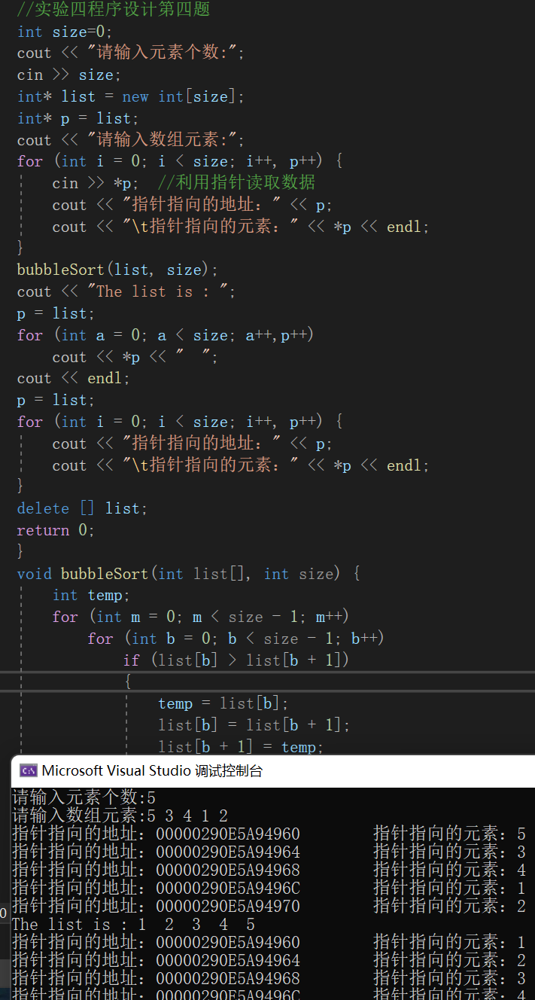 //实验四程序设计第四题
int size=0;
cout << "请输入元素个数:";
cin >> size;
int* list = new int[size];
int* p = list;
cout << "请输入数组元素:";
for (int i = 0; i < size; i++, p++) {
cin >> *p;  //利用指针读取数据
cout << "指针指向的地址：" << p;
cout << "\t指针指向的元素：" << *p << endl;
}
bubbleSort(list, size);
cout << "The list is : ";
p = list;
for (int a = 0; a < size; a++,p++)
cout << *p << "  ";
cout << endl;
p = list;
for (int i = 0; i < size; i++, p++) {
cout << "指针指向的地址：" << p;
cout << "\t指针指向的元素：" << *p << endl;
}
delete [] list;
return 0;
}
void bubbleSort(int list[], int size) {
int temp;
for (int m = 0; m < size - 1; m++)
for (int b = 0; b < size - 1; b++)
if (list[b] > list[b + 1])
{
temp = list[b];
list[b] = list[b + 1];
list[b + 1] = temp;
Microsoft Visual Studio 调试控制台
请输入元素个数:5
请输入数组元素:5 3 4 1 2
指针指向的地址：00000290E5A94960 指针指向的元素：5
指针指向的地址：00000290E5A94964 指针指向的元素：3
指针指向的地址：00000290E5A94968 指针指向的元素：4
指针指向的地址：00000290E5A9496C 指针指向的元素：1
指针指向的地址：00000290E5A94970 指针指向的元素：2
The list is : 1  2  3  4  5
指针指向的地址：00000290E5A94960 指针指向的元素：1
指针指向的地址：00000290E5A94964 指针指向的元素：2
指针指向的地址：00000290E5A94968 指针指向的元素：3
指针指向的地址：00000290E5A9496C 指针指向的元素：4